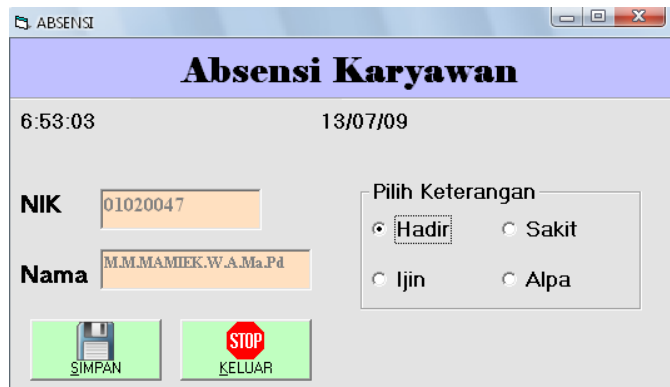 ABSENSI
Absensi Karyawan
6:53:03 13/07/09
NIK 01020047
Nama M.M.MAMIEK.W.A.Ma.Pd
Pilih Keterangan
Hadir Sakit
Ijin Alpa
SIMPAN
STOP
KELUAR